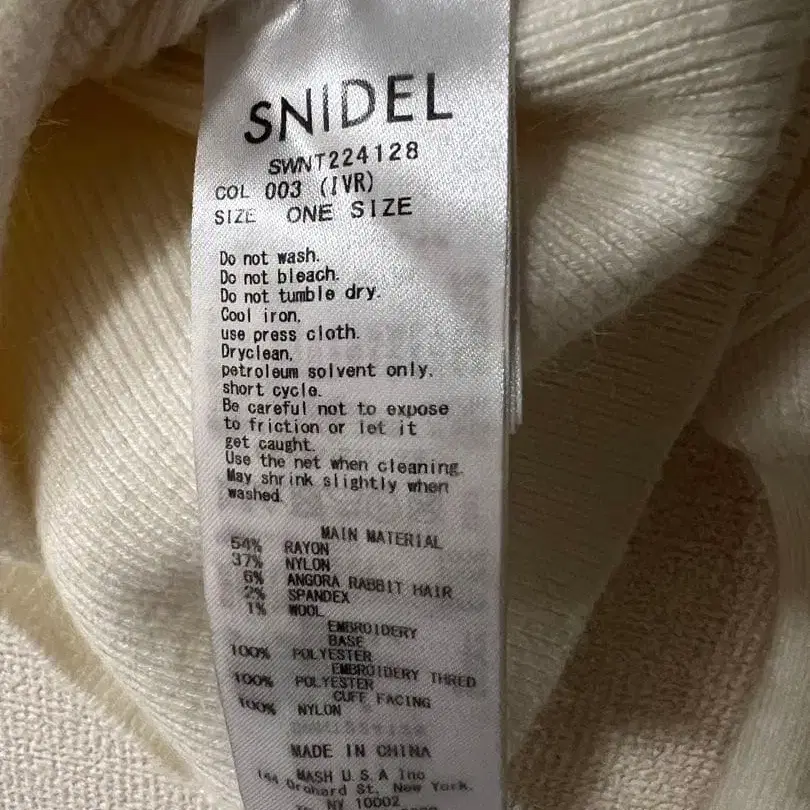 SNIDEL
SWNT224128
COL 003 (IVR)
SIZE ONE SIZE
Do not wash.
Do not bleach.
Do not tumble dry.
Cool iron,
use press cloth.
Dryclean,
petroleum solvent only,
short cycle.
Be careful not to expose
to friction or let it
get caught.
Use the net when cleaning.
May shrink slightly when
washed.
MAIN MATERIAL
54% RAYON
37% NYLON
6% ANGORA RABBIT HAIR
2% SPANDEX
1% WOOL
EMBROIDERY
BASE
100% POLYESTER
EMBROIDERY THRED
100% POLYESTER
CUFF FACING
100% NYLON
MADE IN CHINA
MASH U.S.A Inc
144 Orchard St, New York.
NY 10002